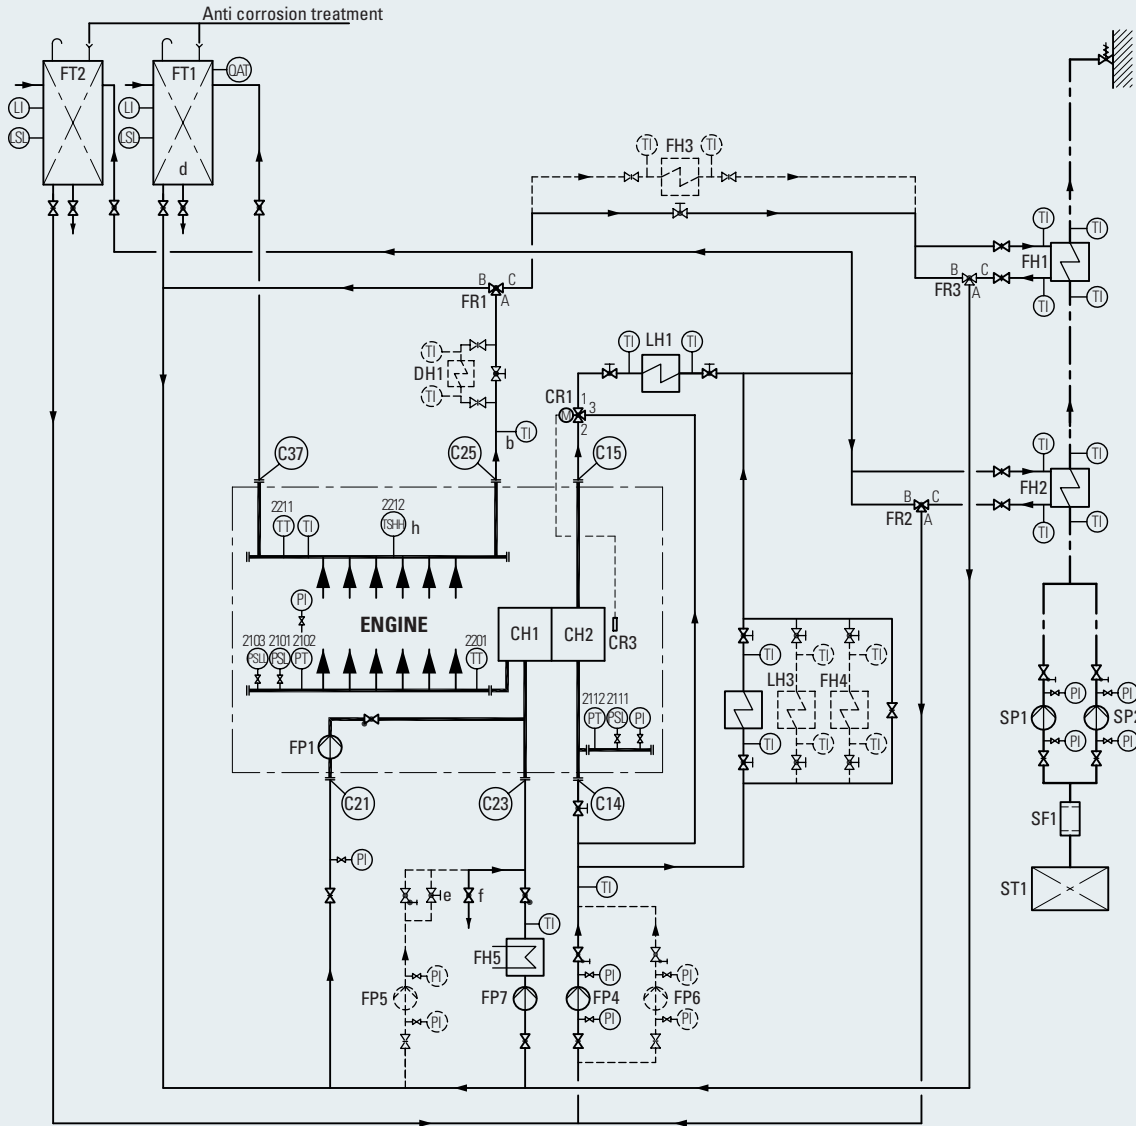 Anti corrosion treatment
FT2
FT1
QAT
LI
LI
LSL
LSL
d
TI
FH3
TI
TI
TI
FH1
B
C
FR3
A
TI
TI
B
C
FR1
A
TI
DH1
TI
TI
LH1
TI
CR1
1
M
3
2
b
TI
C37
C25
C15
TI
TI
FH2
B
C
FR2
A
TI
TI
2211
2212
TT
TI
TSHH
h
PI
ENGINE
CH1
CH2
CR3
2103
2101
2102
2201
PSLL
PSL
PT
TT
2112
2111
PT
PSL
PI
FP1
TI
TI
TI
LH3
FH4
TI
TI
TI
PI
PI
SP1
SP2
PI
PI
C21
C23
C14
SF1
PI
ST1
e
f
TI
TI
FH5
PI
PI
PI
FP5
FP7
FP4
FP6
PI
PI
PI